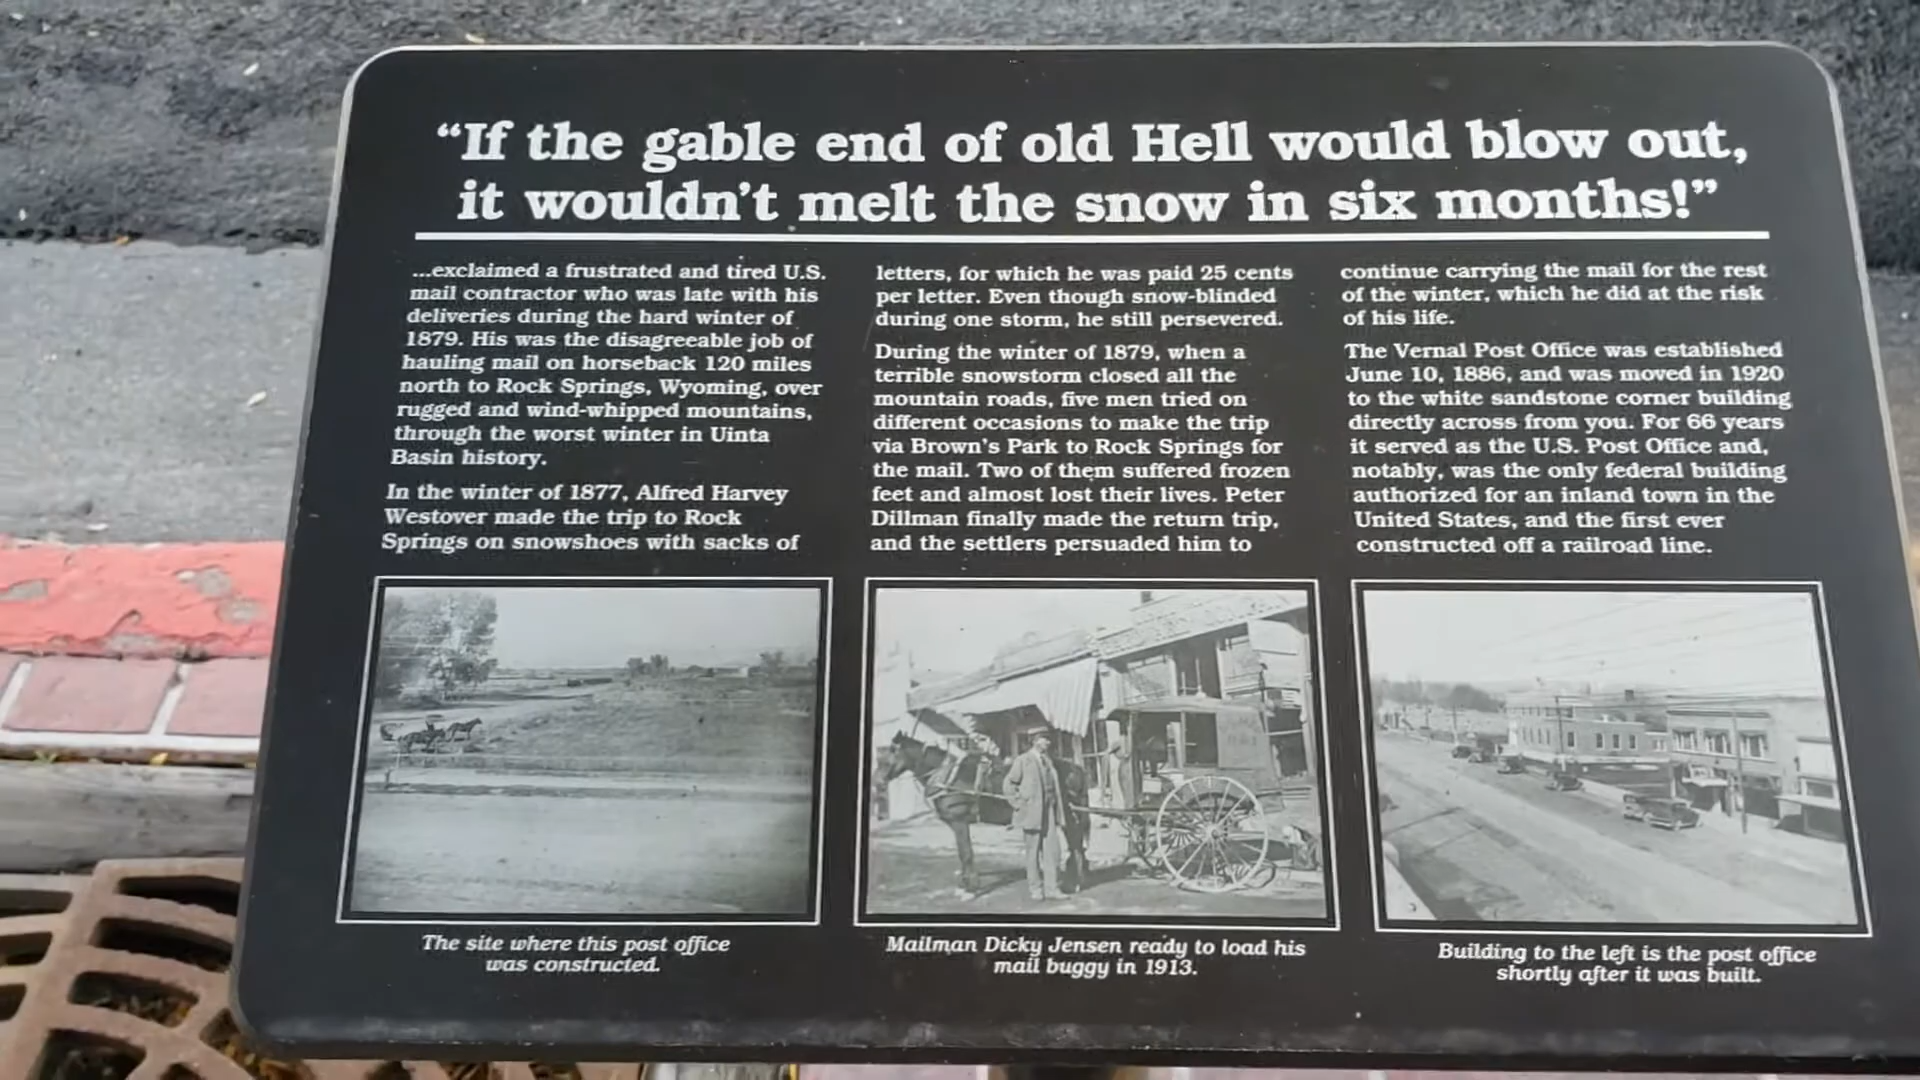 “If the gable end of old Hell would blow out,
it wouldn’t melt the snow in six months!”
...exclaimed a frustrated and tired U.S.
mail contractor who was late with his
deliveries during the hard winter of
1879. His was the disagreeable job of
hauling mail on horseback 120 miles
north to Rock Springs, Wyoming, over
rugged and wind-whipped mountains,
through the worst winter in Uinta
Basin history.
In the winter of 1877, Alfred Harvey
Westover made the trip to Rock
Springs on snowshoes with sacks of
letters, for which he was paid 25 cents
per letter. Even though snow-blinded
during one storm, he still persevered.
During the winter of 1879, when a
terrible snowstorm closed all the
mountain roads, five men tried on
different occasions to make the trip
via Brown’s Park to Rock Springs for
the mail. Two of them suffered frozen
feet and almost lost their lives. Peter
Dillman finally made the return trip,
and the settlers persuaded him to
continue carrying the mail for the rest
of the winter, which he did at the risk
of his life.
The Vernal Post Office was established
June 10, 1886, and was moved in 1920
to the white sandstone corner building
directly across from you. For 66 years
it served as the U.S. Post Office and,
notably, was the only federal building
authorized for an inland town in the
United States, and the first ever
constructed off a railroad line.
The site where this post office
was constructed.
Mailman Dicky Jensen ready to load his
mail buggy in 1913.
Building to the left is the post office
shortly after it was built.